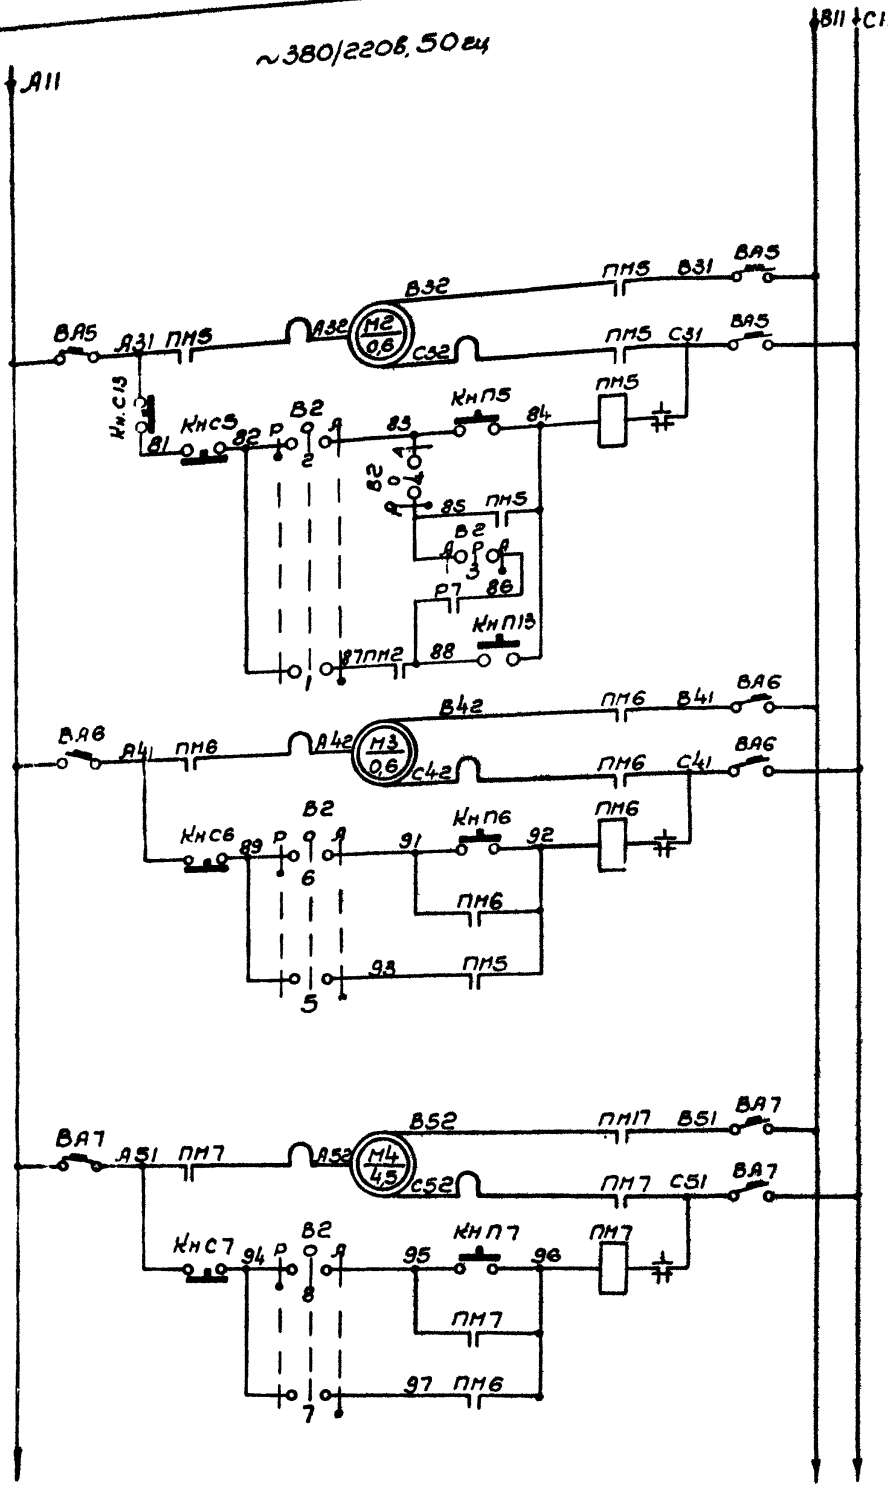 ~380/220в, 50 гц
А11
В11 С1
В32 ПМ5 В31 ВА5
ВА5 А31 ПМ5 А32 М2 0,6 С32 ПМ5 С31 ВА5
Кн.С13
81 КнС5 82 Р В2 А 83 КнП5 84 ПМ5
2
В2 А 0 4 А
85 ПМ5
В2
А Р А
3
Р7 86
КнП13
87 ПМ2 88
1
В42 ПМ6 В41 ВА6
ВА6 А41 ПМ6 А42 М3 0,6 С42 ПМ6 С41 ВА6
КнС6 89 Р В2 А 91 КнП6 92 ПМ6
6
ПМ6
93 ПМ5
5
В52 ПМ17 В51 ВА7
ВА7 А51 ПМ7 А52 М4 4,5 С52 ПМ7 С51 ВА7
КнС7 94 Р В2 А 95 КнП7 96 ПМ7
8
ПМ7
97 ПМ6
7